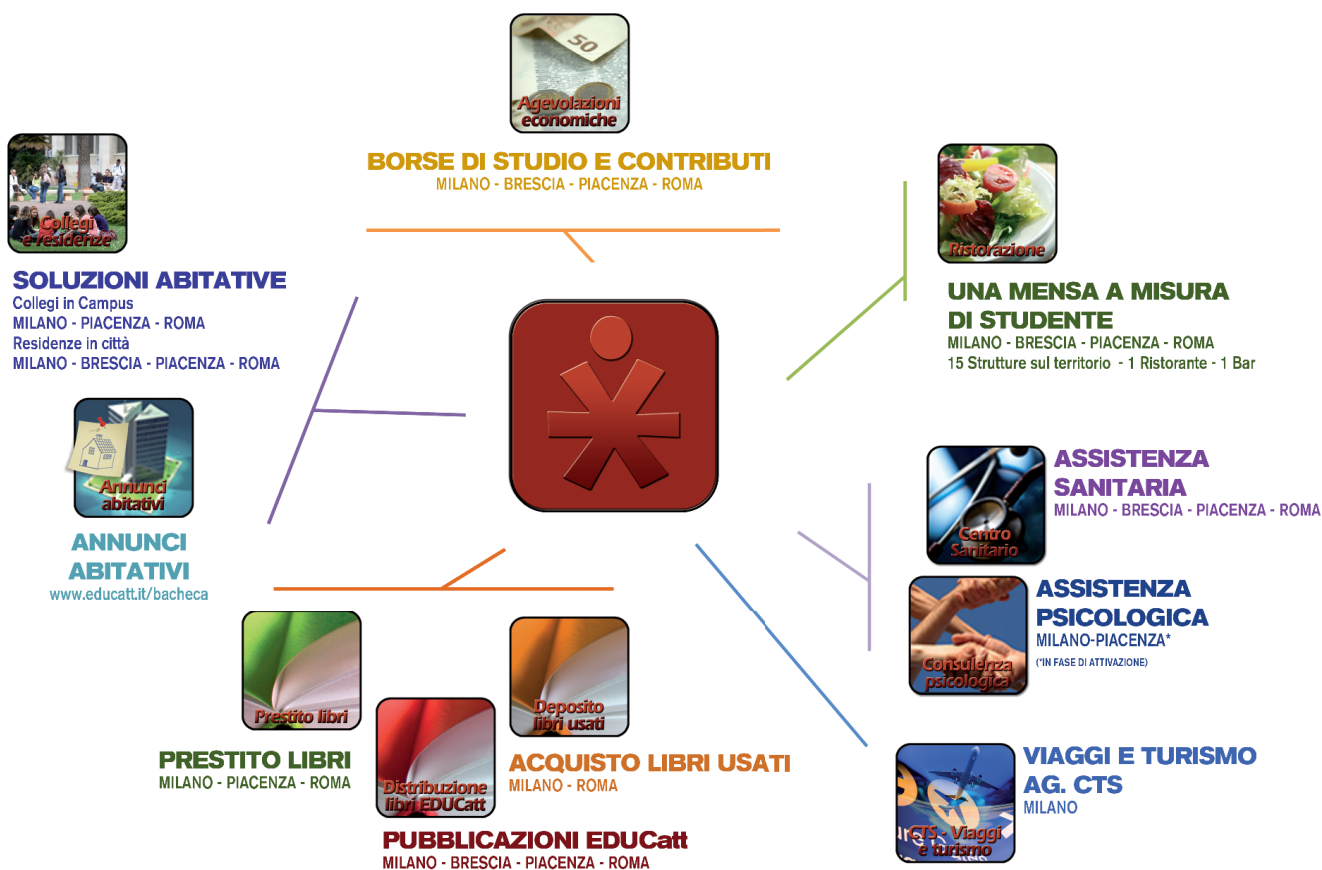 Agevolazioni
economiche
BORSE DI STUDIO E CONTRIBUTI
MILANO - BRESCIA - PIACENZA - ROMA
Collegi
e residenze
SOLUZIONI ABITATIVE
Collegi in Campus
MILANO - PIACENZA - ROMA
Residenze in città
MILANO - BRESCIA - PIACENZA - ROMA
Ristorazione
UNA MENSA A MISURA
DI STUDENTE
MILANO - BRESCIA - PIACENZA - ROMA
15 Strutture sul territorio - 1 Ristorante - 1 Bar
Annunci
abitativi
ANNUNCI
ABITATIVI
www.educatt.it/bacheca
Centro
Sanitario
ASSISTENZA
SANITARIA
MILANO - BRESCIA - PIACENZA - ROMA
Consulenza
psicologica
ASSISTENZA
PSICOLOGICA
MILANO-PIACENZA*
(*IN FASE DI ATTIVAZIONE)
Prestito libri
PRESTITO LIBRI
MILANO - PIACENZA - ROMA
Distribuzione
libri EDUCatt
PUBBLICAZIONI EDUCatt
MILANO - BRESCIA - PIACENZA - ROMA
Deposito
libri usati
ACQUISTO LIBRI USATI
MILANO - ROMA
CTS - Viaggi
e turismo
VIAGGI E TURISMO
AG. CTS
MILANO
50